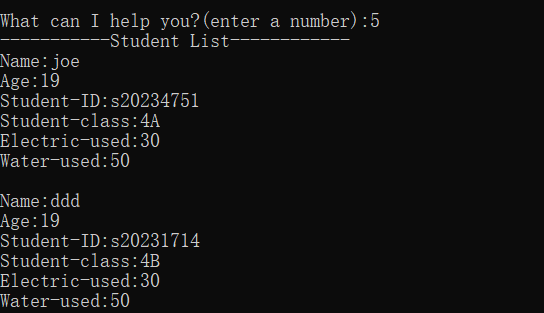 What can I help you?(enter a number):5
-----------Student List------------
Name:joe
Age:19
Student-ID:s20234751
Student-class:4A
Electric-used:30
Water-used:50
Name:ddd
Age:19
Student-ID:s20231714
Student-class:4B
Electric-used:30
Water-used:50